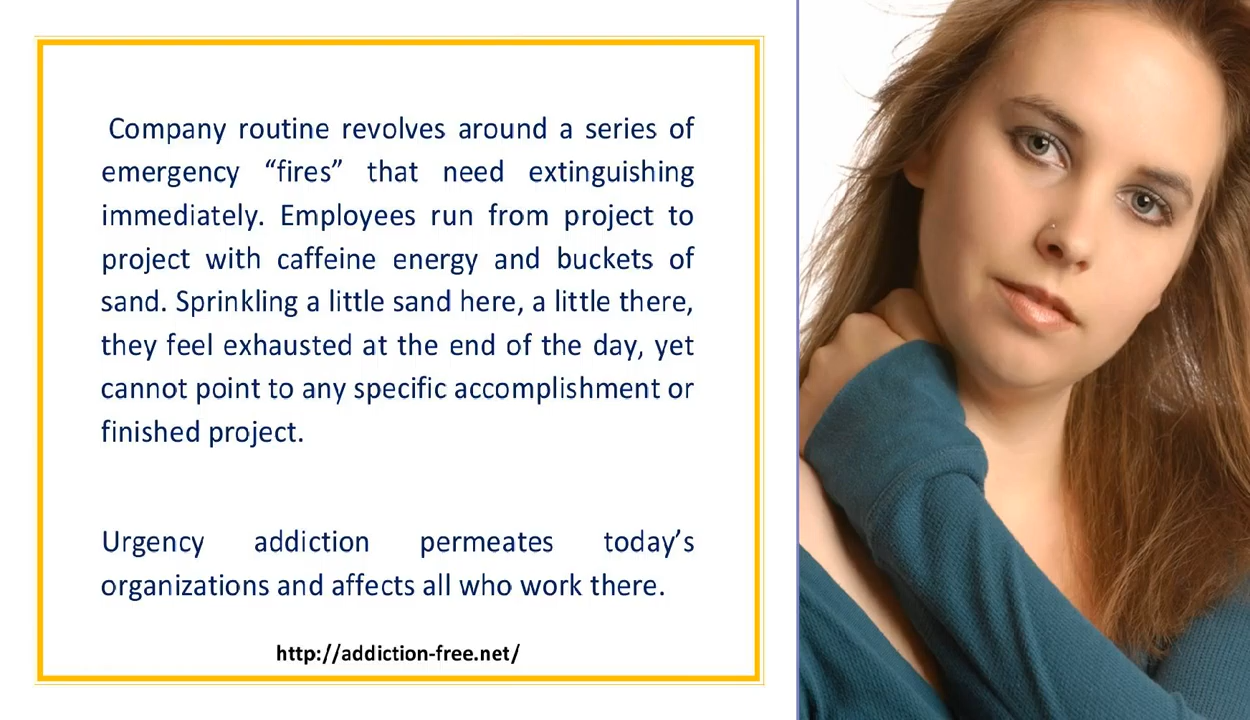 Company routine revolves around a series of
emergency “fires” that need extinguishing
immediately. Employees run from project to
project with caffeine energy and buckets of
sand. Sprinkling a little sand here, a little there,
they feel exhausted at the end of the day, yet
cannot point to any specific accomplishment or
finished project.
Urgency addiction permeates today’s
organizations and affects all who work there.
http://addiction-free.net/